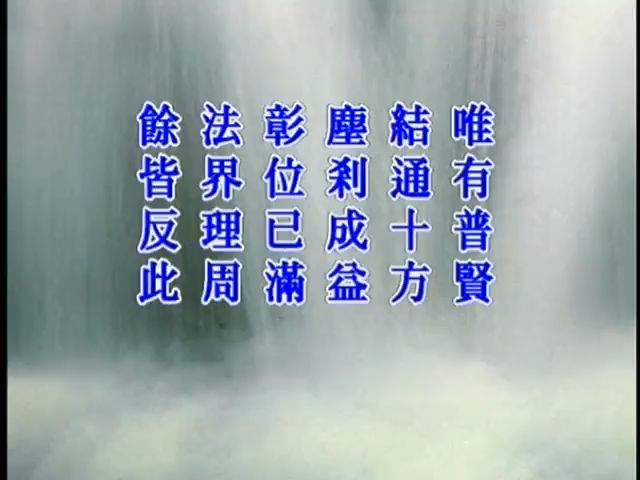 唯有普賢
結通十方
塵剎成益
彰位已滿
法界理周
餘皆反此